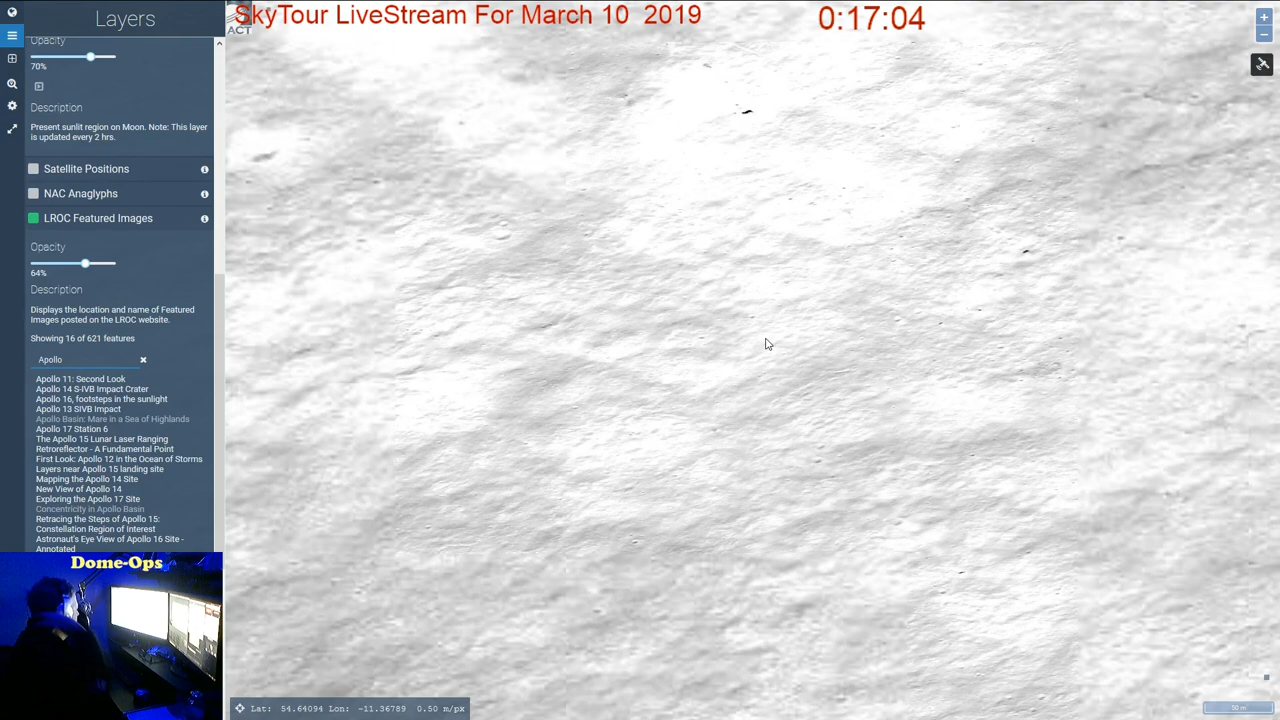 Layers
SkyTour LiveStream For March 10 2019
0:17:04
ACT
Opacity
70%
Description
Present sunlit region on Moon. Note: This layer
is updated every 2 hrs.
Satellite Positions
NAC Anaglyphs
LROC Featured Images
Opacity
64%
Description
Displays the location and name of Featured
Images posted on the LROC website.
Showing 16 of 621 features
Apollo
Apollo 11: Second Look
Apollo 14 S-IVB Impact Crater
Apollo 16, footsteps in the sunlight
Apollo 13 SIVB Impact
Apollo Basin: Mare in a Sea of Highlands
Apollo 17 Station 6
The Apollo 15 Lunar Laser Ranging
Retroreflector - A Fundamental Point
First Look: Apollo 12 in the Ocean of Storms
Layers near Apollo 15 landing site
Mapping the Apollo 14 Site
New View of Apollo 14
Exploring the Apollo 17 Site
Concentricity in Apollo Basin
Retracing the Steps of Apollo 15:
Constellation Region of Interest
Astronaut's Eye View of Apollo 16 Site -
Annotated
Dome-Ops
Lat: 54.64094 Lon: -11.36789 0.50 m/px
50 m